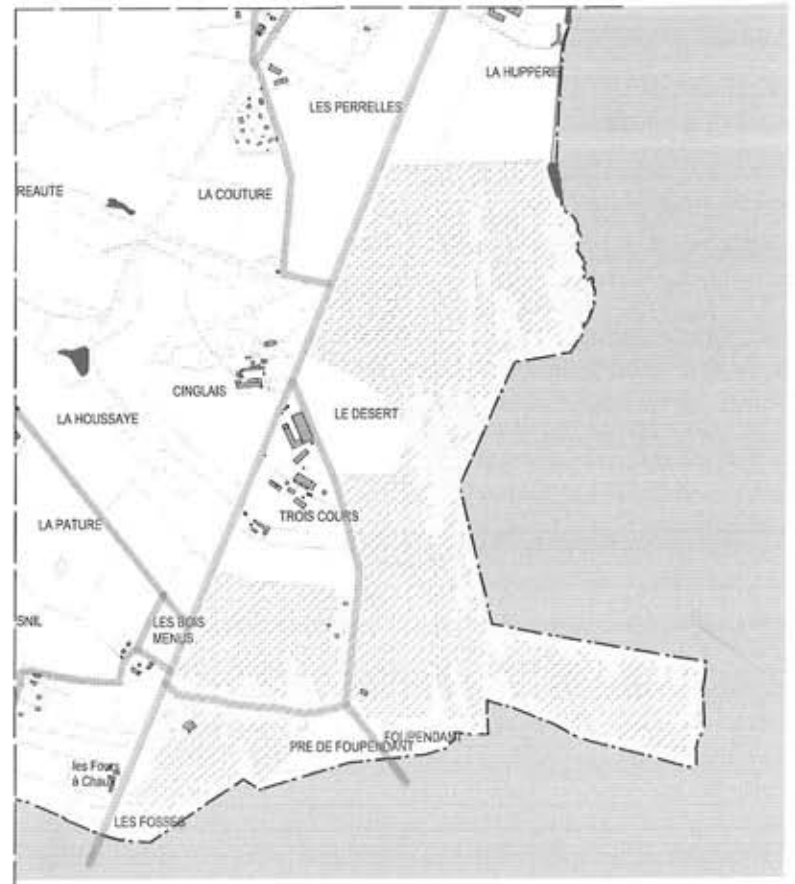 LA HUPPERIE
LES PERRELLES
REAUTE
LA COUTURE
CINGLAIS
LE DESERT
LA HOUSSAYE
TROIS COURS
LA PATURE
SNIL
LES BOIS
MENUS
FOUPENDANT
PRE DE FOUPENDANT
les Fours
à Chaux
LES FOSSES